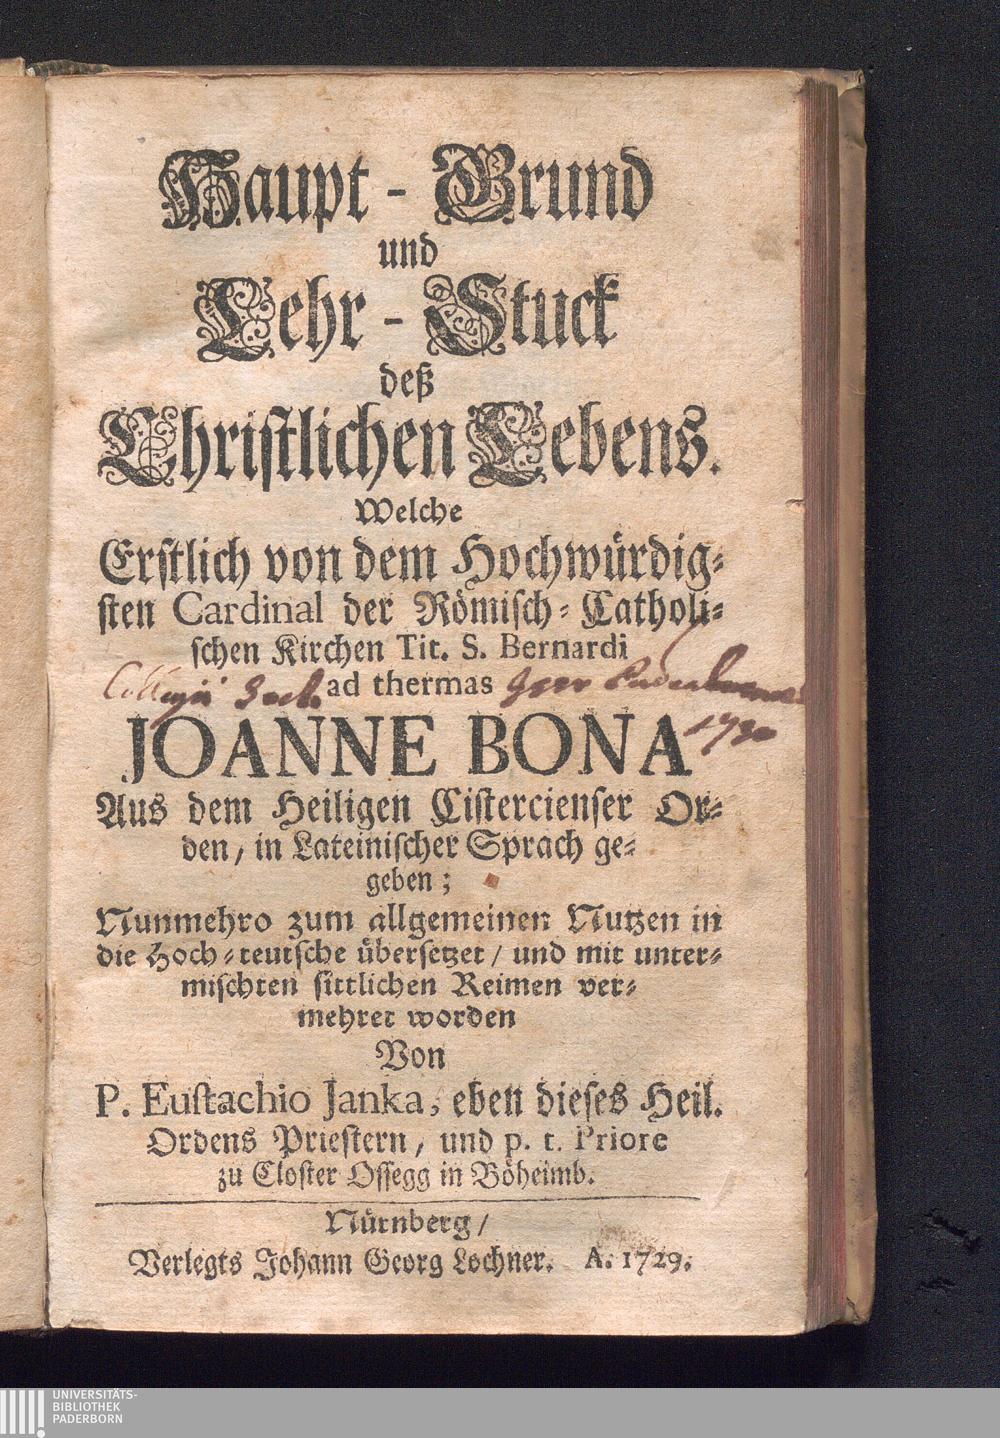 Haupt - Grund
und
Lehr - Stuck
deß
Christlichen Lebens.
Welche
Erstlich von dem Hochwürdig-
sten Cardinal der Römisch-Catholi-
schen Kirchen Tit. S. Bernardi
ad thermas
Collegii Soc.
Paderbornensis
1730
JOANNE BONA
Aus dem Heiligen Cistercienser Or-
den, in Lateinischer Sprach ge-
geben;
Nunmehro zum allgemeinen Nutzen in
die Hoch-teutsche übersetzet / und mit unter-
mischten sittlichen Reimen ver-
mehret worden
Von
P. Eustachio Janka, eben dieses Heil.
Ordens Priestern, und p. t. Priore
zu Closter Ossegg in Böheimb.
Nürnberg /
Verlegts Johann Georg Lochner. A. 1729.
UNIVERSITÄTS-
BIBLIOTHEK
PADERBORN